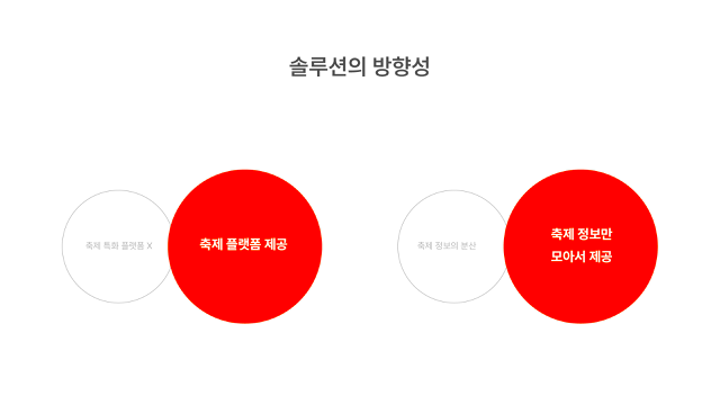 솔루션의 방향성
축제 특화 플랫폼 X
축제 플랫폼 제공
축제 정보의 분산
축제 정보만
모아서 제공